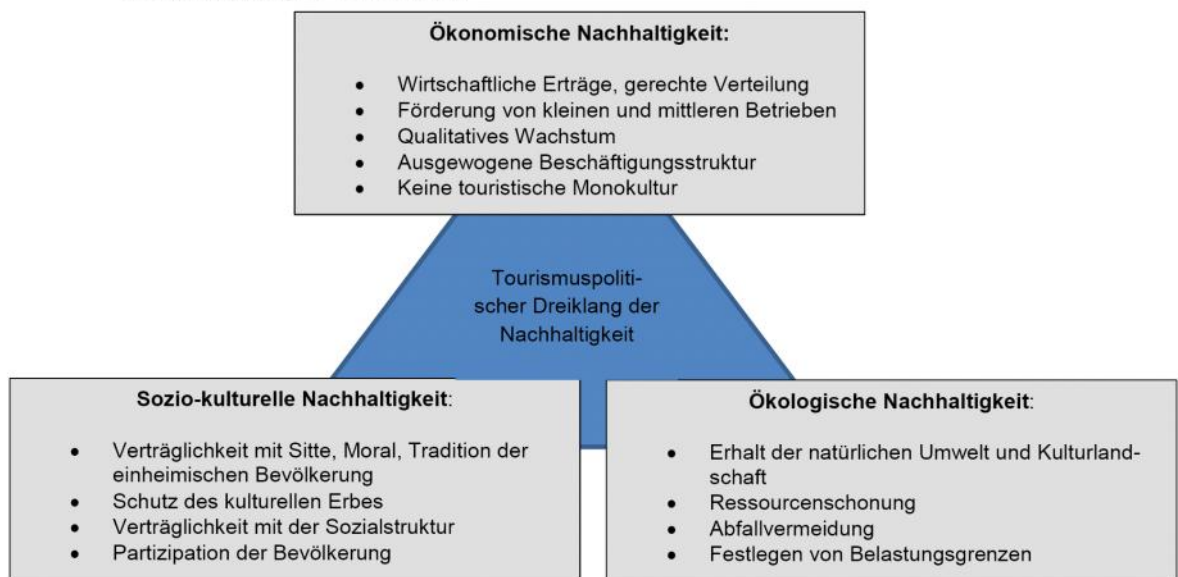 Ökonomische Nachhaltigkeit:
• Wirtschaftliche Erträge, gerechte Verteilung
• Förderung von kleinen und mittleren Betrieben
• Qualitatives Wachstum
• Ausgewogene Beschäftigungsstruktur
• Keine touristische Monokultur
Tourismuspoliti-
scher Dreiklang der
Nachhaltigkeit
Sozio-kulturelle Nachhaltigkeit:
• Verträglichkeit mit Sitte, Moral, Tradition der
einheimischen Bevölkerung
• Schutz des kulturellen Erbes
• Verträglichkeit mit der Sozialstruktur
• Partizipation der Bevölkerung
Ökologische Nachhaltigkeit:
• Erhalt der natürlichen Umwelt und Kulturland-
schaft
• Ressourcenschonung
• Abfallvermeidung
• Festlegen von Belastungsgrenzen